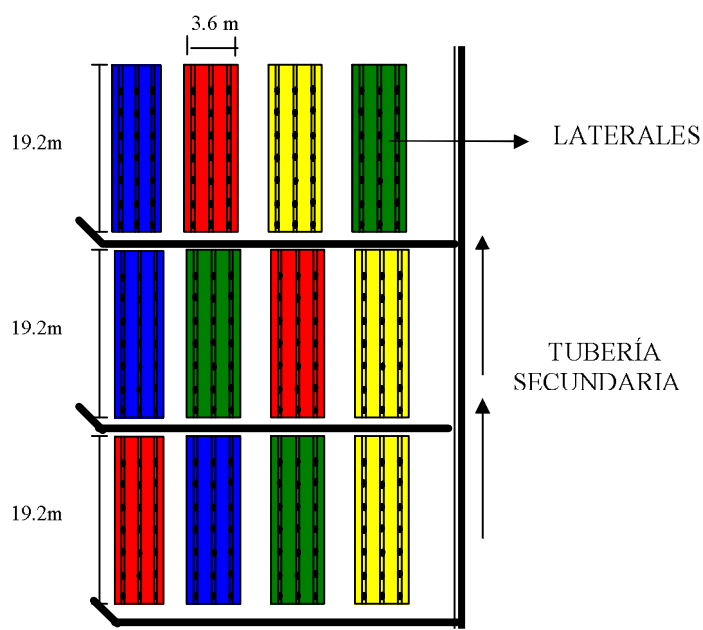 3.6 m
19.2m
LATERALES
19.2m
TUBERÍA
SECUNDARIA
19.2m